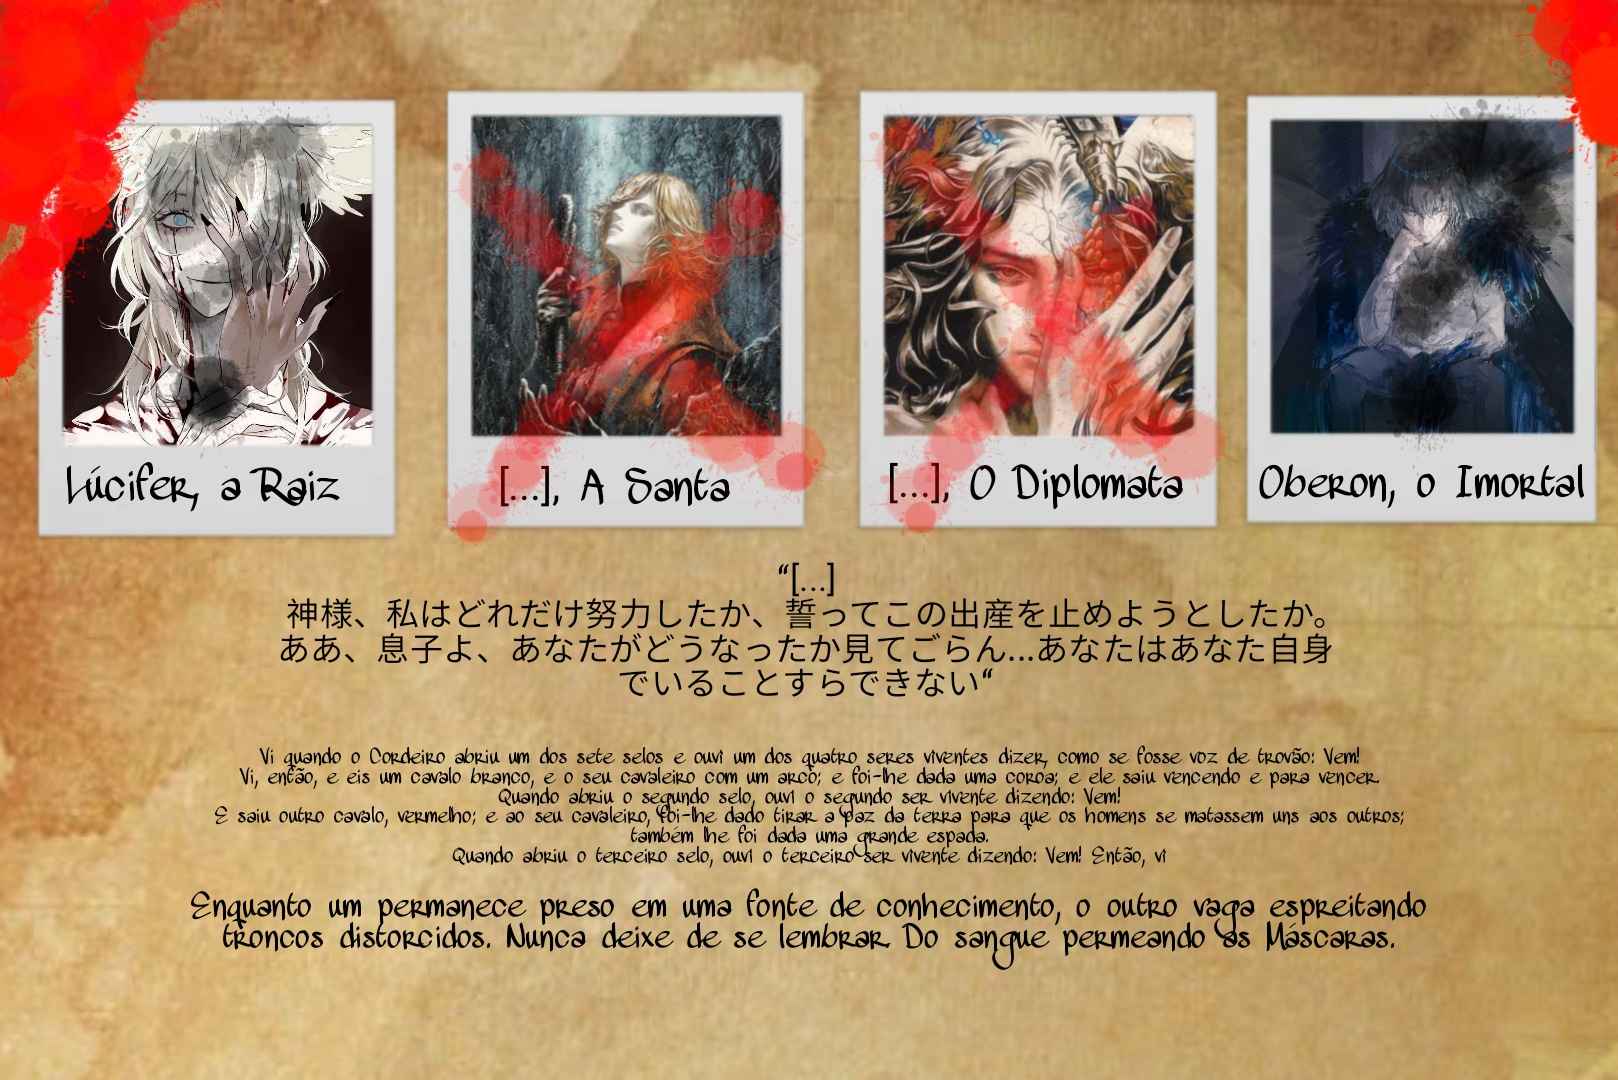 Lúcifer, a Raiz
[...], A Santa
[...], O Diplomata
Oberon, o Imortal
“[...]
神様、私はどれだけ努力したか、誓ってこの出産を止めようとしたか。
ああ、息子よ、あなたがどうなったか見てごらん...あなたはあなた自身
でいることすらできない“
Vi quando o Cordeiro abriu um dos sete selos e ouvi um dos quatro seres viventes dizer, como se fosse voz de trovão: Vem!
Vi, então, e eis um cavalo branco, e o seu cavaleiro com um arco; e foi-lhe dada uma coroa; e ele saiu vencendo e para vencer.
Quando abriu o segundo selo, ouvi o segundo ser vivente dizendo: Vem!
E saiu outro cavalo, vermelho; e ao seu cavaleiro, foi-lhe dado tirar a paz da terra para que os homens se matassem uns aos outros;
também lhe foi dada uma grande espada.
Quando abriu o terceiro selo, ouvi o terceiro ser vivente dizendo: Vem! Então, vi
Enquanto um permanece preso em uma fonte de conhecimento, o outro vaga espreitando
troncos distorcidos. Nunca deixe de se lembrar. Do sangue permeando as Máscaras.